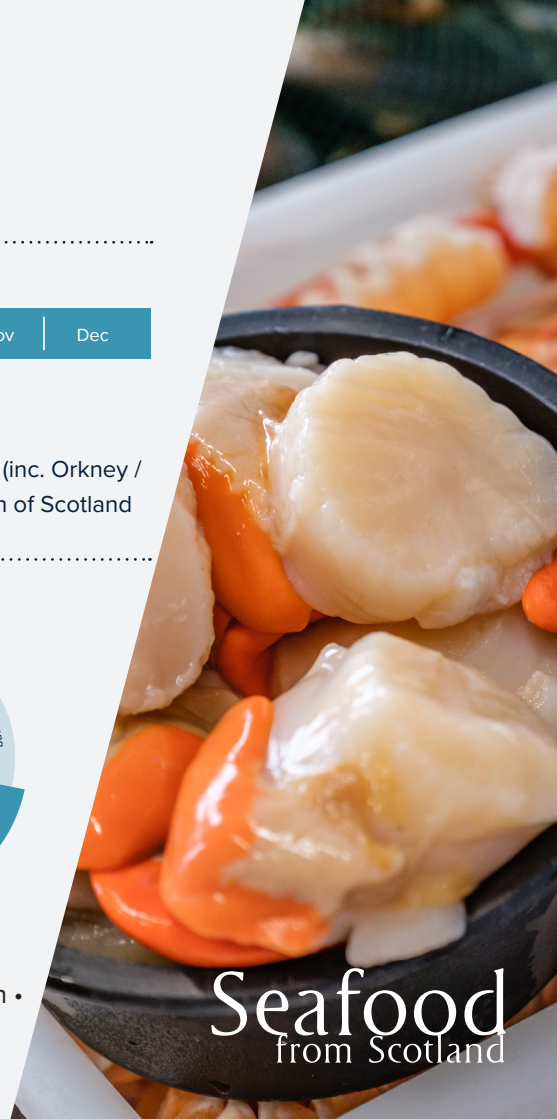 ov
Dec
(inc. Orkney /
n of Scotland
n •
Seafood
from Scotland